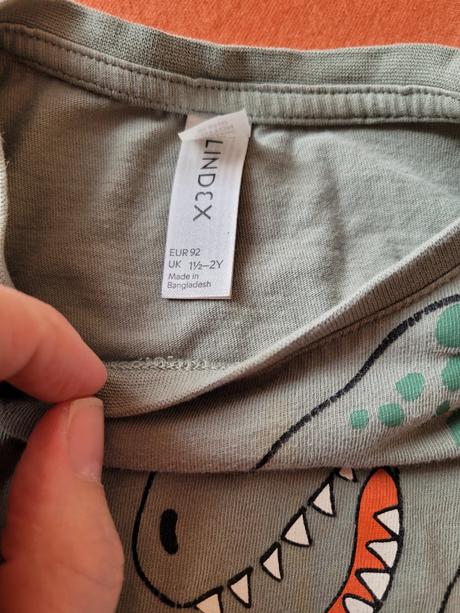 LINDEX
EUR 92
UK 1½–2Y
Made in
Bangladesh